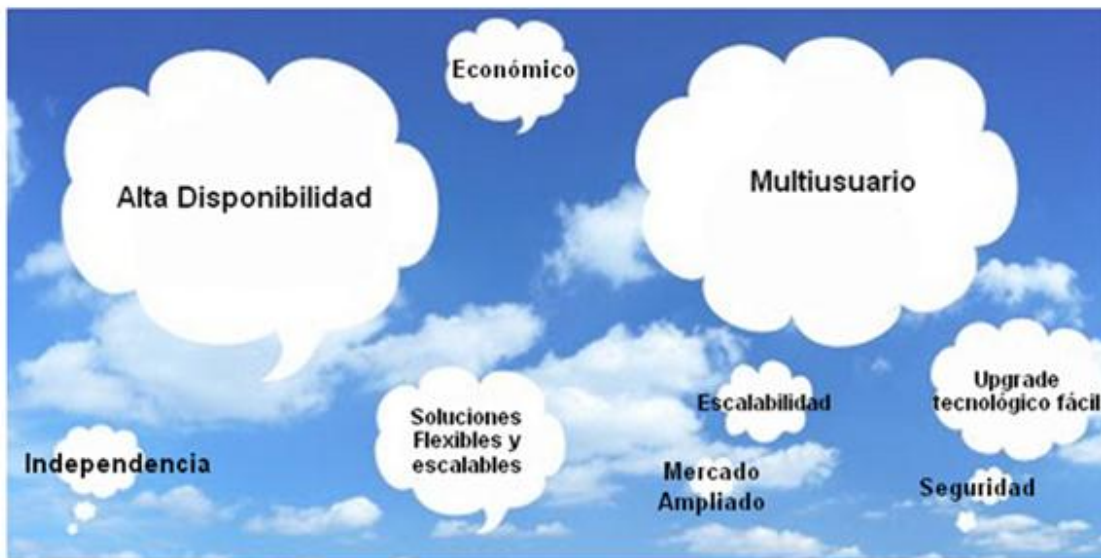 Económico
Alta Disponibilidad
Multiusuario
Soluciones
Flexibles y
escalables
Escalabilidad
Upgrade
tecnológico fácil
Independencia
Mercado
Ampliado
Seguridad